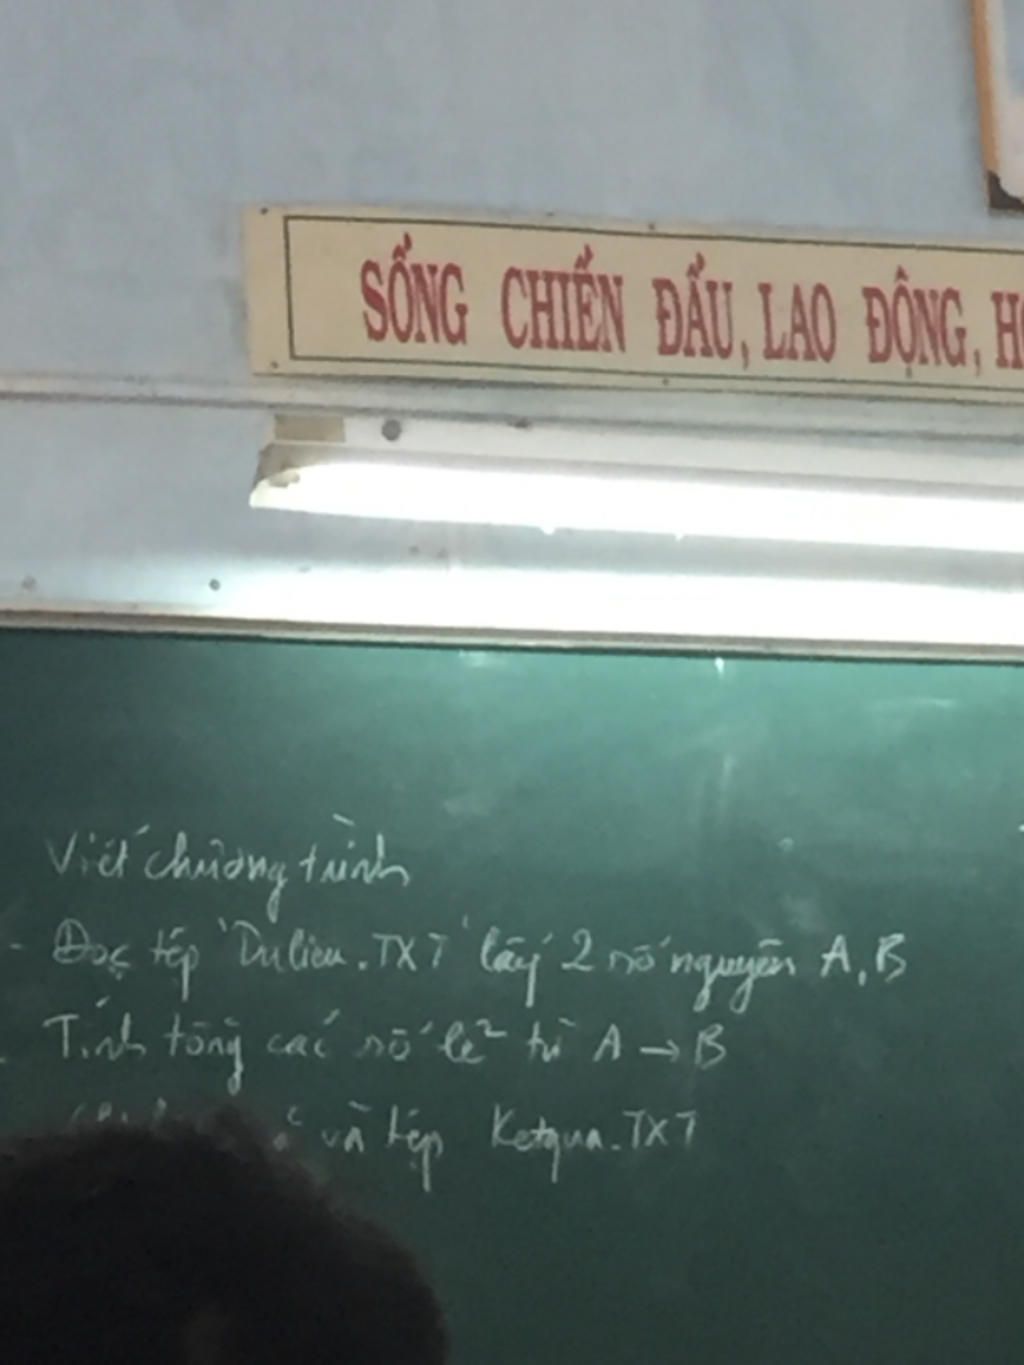 SỐNG CHIẾN ĐẤU, LAO ĐỘNG, H
Viết chương trình
- Đọc tệp 'Dulieu.TXT' lấy 2 số nguyên A, B
- Tính tổng các số lẻ từ A → B
và tệp Ketqua.TXT